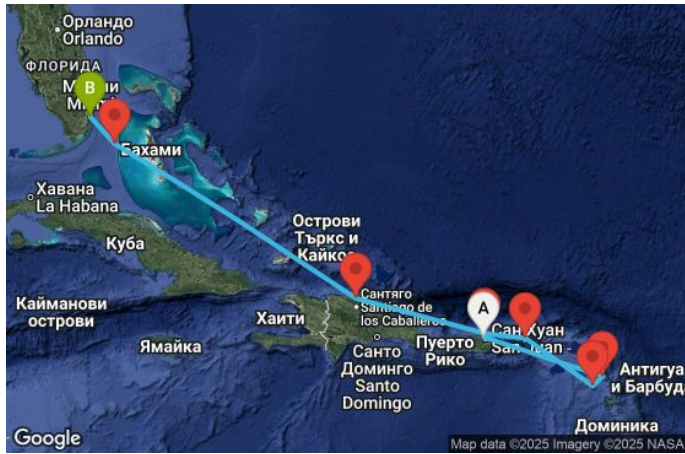 Орландо
Orlando
ФЛОРИДА
B
Бахами
Хавана
La Habana
Куба
Острови
Търкс и
Кайкос
Кайманови
острови
Ямайка
Хаити
Сантяго
Santiago de
los Caballeros
Санто
Доминго
Santo
Domingo
A
Сан Хуан
San Juan
Пуерто
Рико
Антигуа
и Барбуда
Доминика
Google
Map data ©2025 Imagery ©2025 NASA